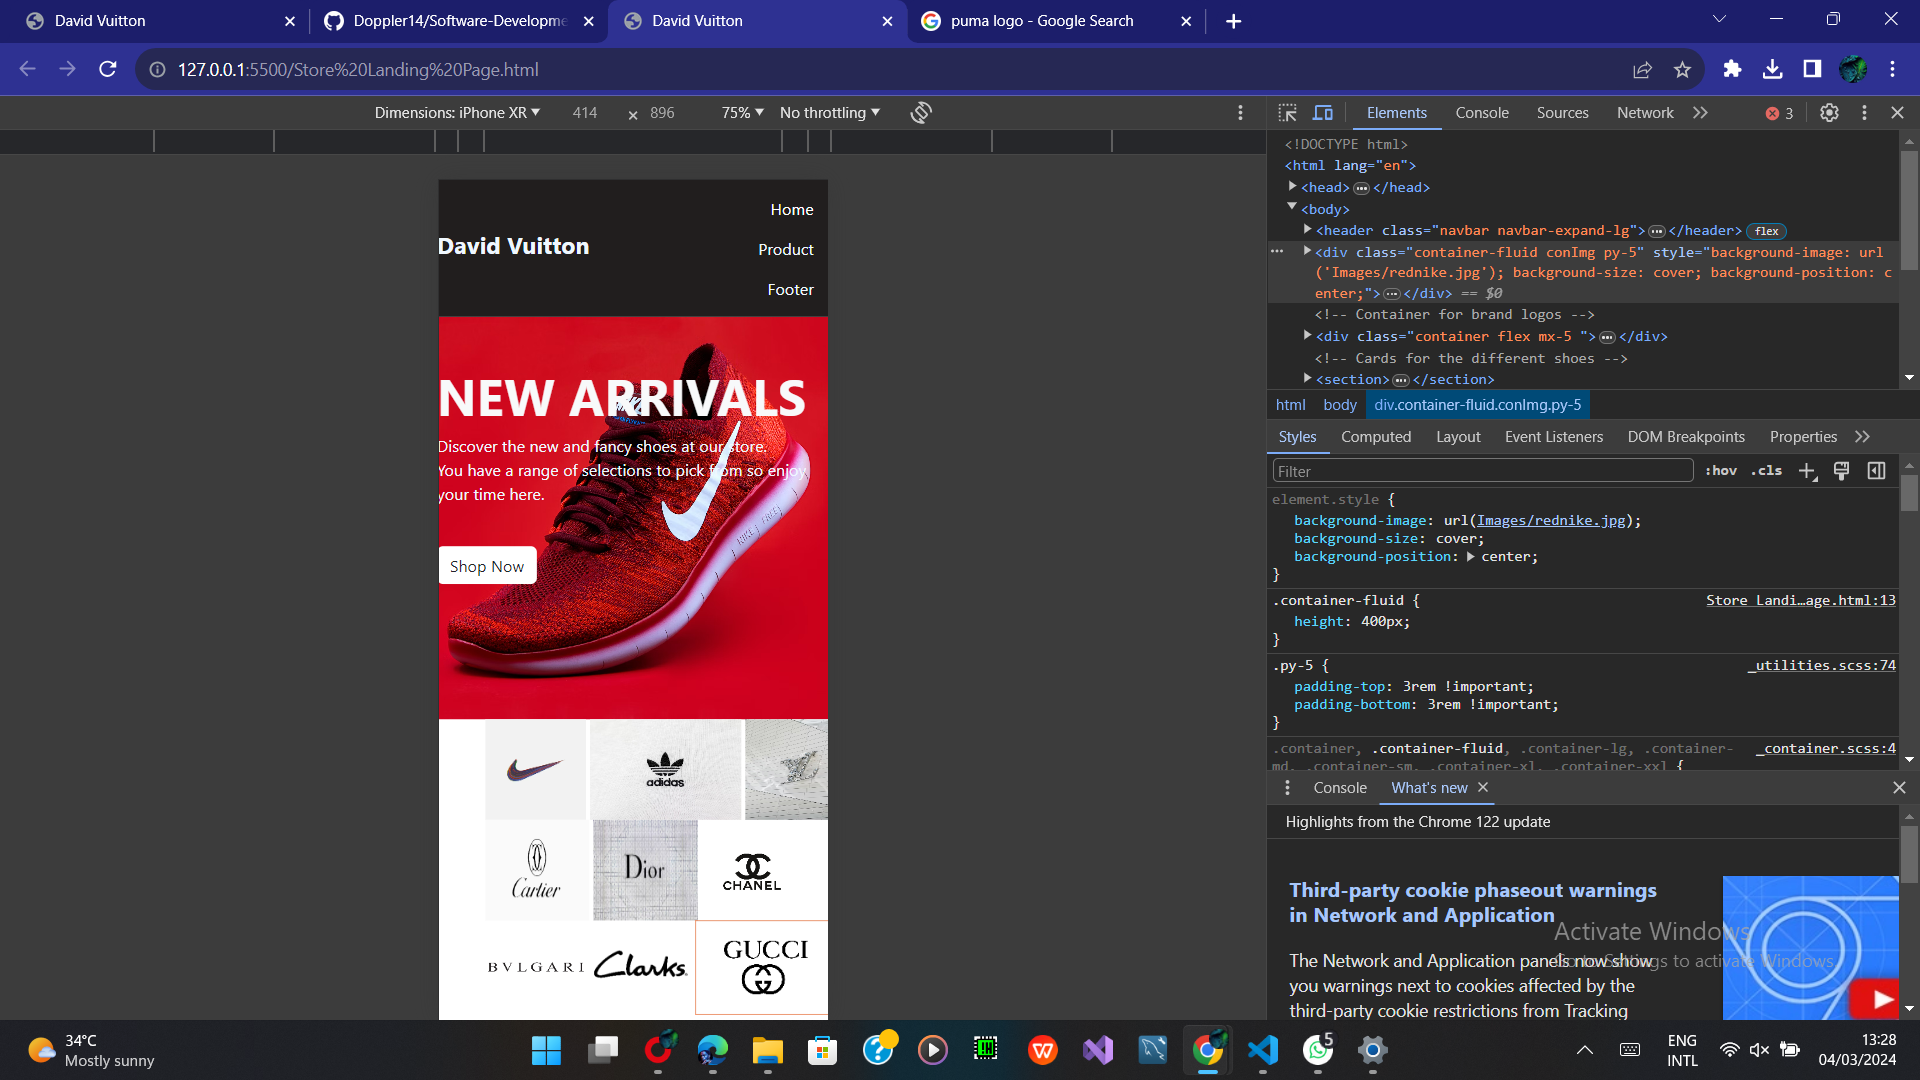 David Vuitton
Doppler14/Software-Developme
David Vuitton
puma logo - Google Search
127.0.0.1:5500/Store%20Landing%20Page.html
Dimensions: iPhone XR ▼ 414 × 896 75% ▼ No throttling ▼
Elements Console Sources Network 3
<!DOCTYPE html>
<html lang="en">
<head> ••• </head>
<body>
<header class="navbar navbar-expand-lg"> ••• </header> flex
<div class="container-fluid conImg py-5" style="background-image: url
('Images/rednike.jpg'); background-size: cover; background-position: c
enter;"> ••• </div> == $0
<!-- Container for brand logos -->
<div class="container flex mx-5 "> ••• </div>
<!-- Cards for the different shoes -->
<section> ••• </section>
html body div.container-fluid.conImg.py-5
Styles Computed Layout Event Listeners DOM Breakpoints Properties
Filter :hov .cls
element.style {
background-image: url(Images/rednike.jpg);
background-size: cover;
background-position: center;
}
.container-fluid { Store Landi…age.html:13
height: 400px;
}
.py-5 { _utilities.scss:74
padding-top: 3rem !important;
padding-bottom: 3rem !important;
}
.container, .container-fluid, .container-lg, .container- _container.scss:4
md, .container-sm, .container-xl, .container-xxl {
Console What's new
Highlights from the Chrome 122 update
Third-party cookie phaseout warnings
in Network and Application
The Network and Application panels now show
you warnings next to cookies affected by the
third-party cookie restrictions from Tracking
Activate Windows
Go to Settings to activate Windows.
David Vuitton
Home
Product
Footer
NEW ARRIVALS
Discover the new and fancy shoes at our store.
You have a range of selections to pick from so enjoy
your time here.
Shop Now
NIKE FREE
adidas
Cartier
Dior
CHANEL
BVLGARI
Clarks
GUCCI
34°C
Mostly sunny
5
ENG
INTL
13:28
04/03/2024